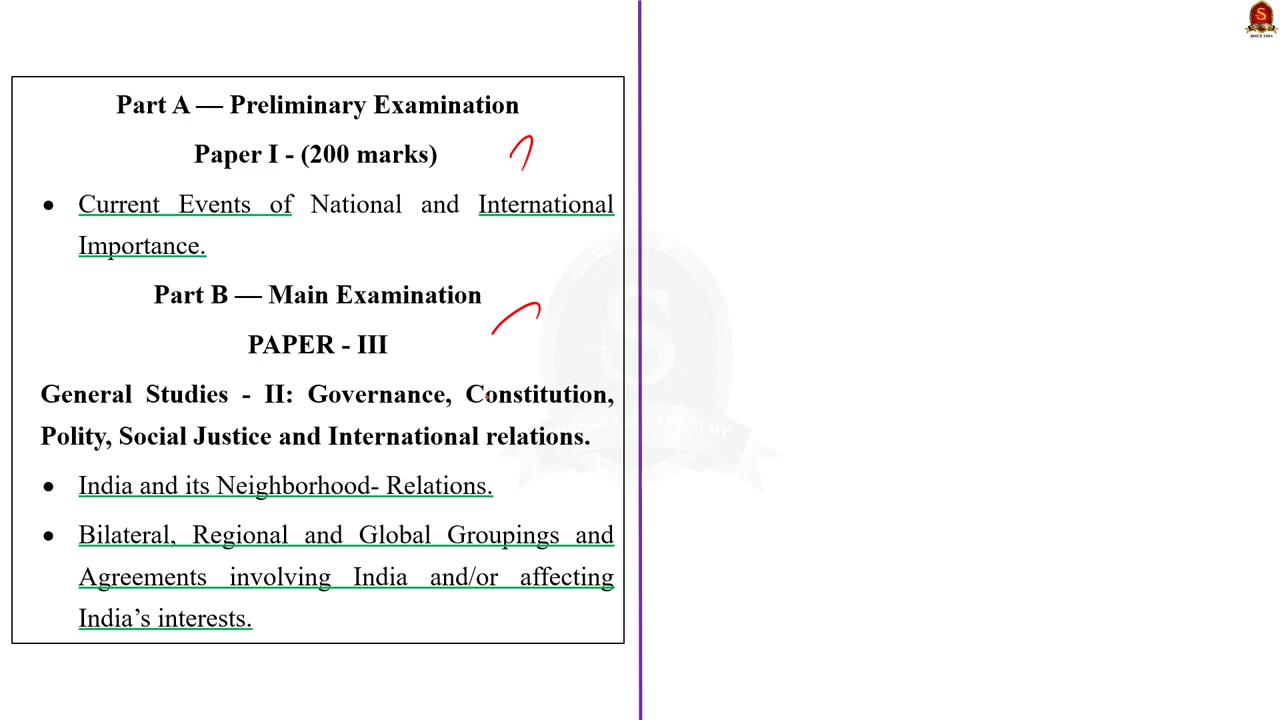 Part A — Preliminary Examination
Paper I - (200 marks)
• Current Events of National and International
Importance.
Part B — Main Examination
PAPER - III
General Studies - II: Governance, Constitution,
Polity, Social Justice and International relations.
• India and its Neighborhood- Relations.
• Bilateral, Regional and Global Groupings and
Agreements involving India and/or affecting
India’s interests.
S
SINCE 2004